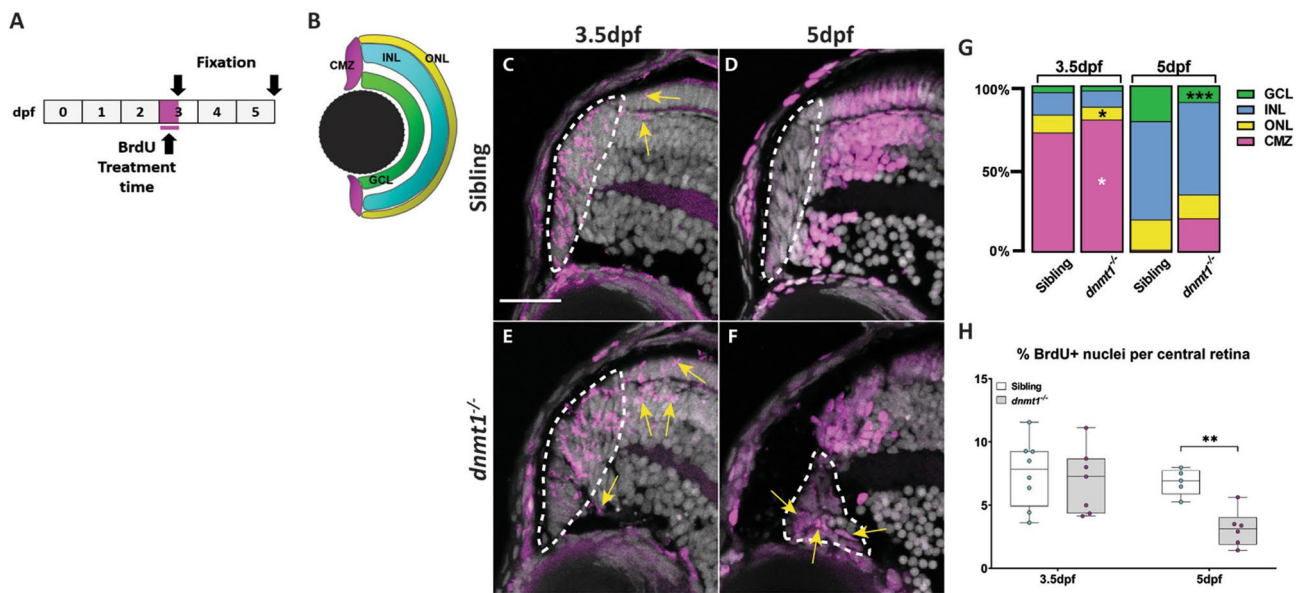 A
Fixation
dpf 0 1 2 3 4 5
BrdU
Treatment
time
B
CMZ INL ONL
GCL
3.5dpf 5dpf
Sibling
dnmt1-/-
C D
E F
G
3.5dpf 5dpf
100%
50%
0%
* * ***
GCL
INL
ONL
CMZ
Sibling dnmt1-/- Sibling dnmt1-/-
H
% BrdU+ nuclei per central retina
Sibling
dnmt1-/-
15
10
5
0
**
3.5dpf 5dpf